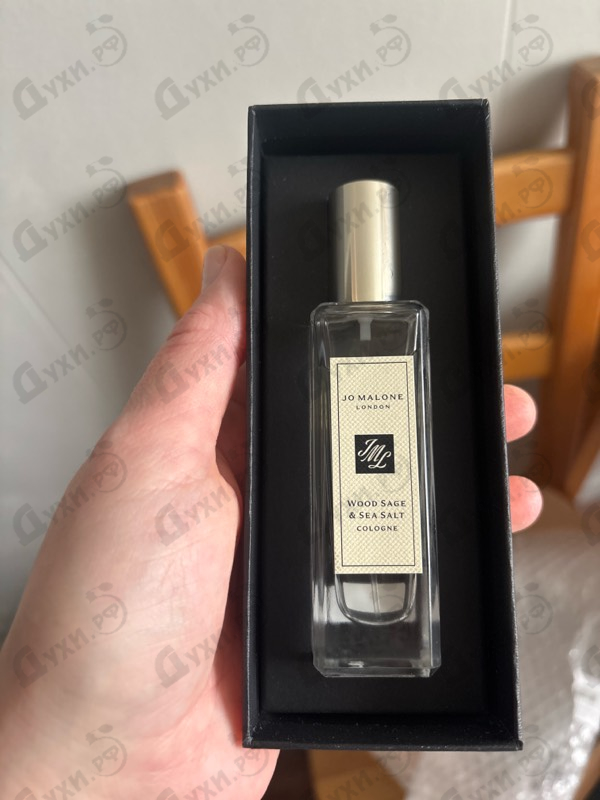 Духи.РФ
JO MALONE
LONDON
JML
WOOD SAGE
& SEA SALT
COLOGNE